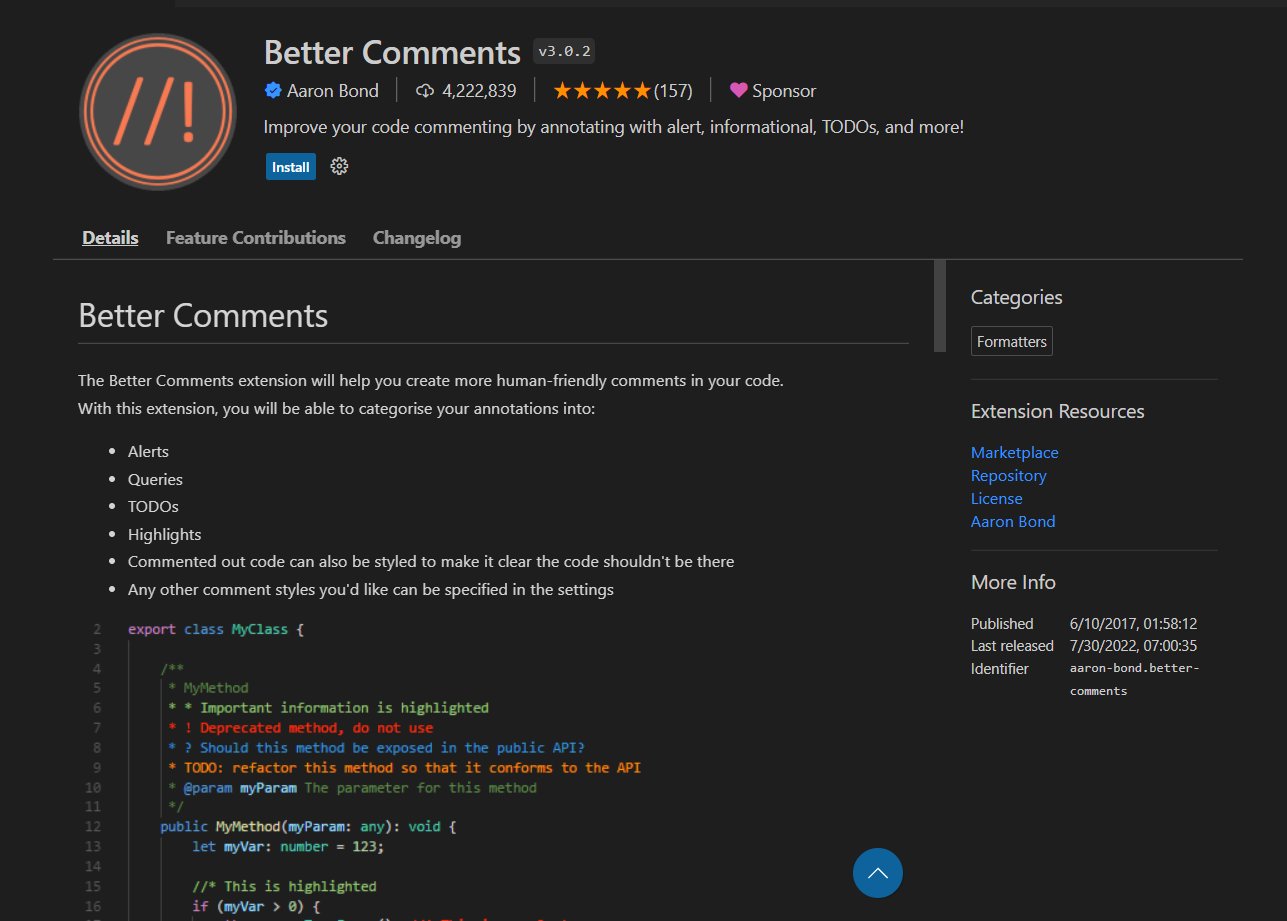 //!
Better Comments v3.0.2
Aaron Bond 4,222,839 ★★★★★(157) Sponsor
Improve your code commenting by annotating with alert, informational, TODOs, and more!
Install
Details Feature Contributions Changelog
Better Comments
The Better Comments extension will help you create more human-friendly comments in your code.
With this extension, you will be able to categorise your annotations into:
• Alerts
• Queries
• TODOs
• Highlights
• Commented out code can also be styled to make it clear the code shouldn't be there
• Any other comment styles you'd like can be specified in the settings
2 export class MyClass {
3
4 /**
5 * MyMethod
6 * * Important information is highlighted
7 * ! Deprecated method, do not use
8 * ? Should this method be exposed in the public API?
9 * TODO: refactor this method so that it conforms to the API
10 * @param myParam The parameter for this method
11 */
12 public MyMethod(myParam: any): void {
13 let myVar: number = 123;
14
15 //* This is highlighted
16 if (myVar > 0) {
Categories
Formatters
Extension Resources
Marketplace
Repository
License
Aaron Bond
More Info
Published 6/10/2017, 01:58:12
Last released 7/30/2022, 07:00:35
Identifier aaron-bond.better-
comments